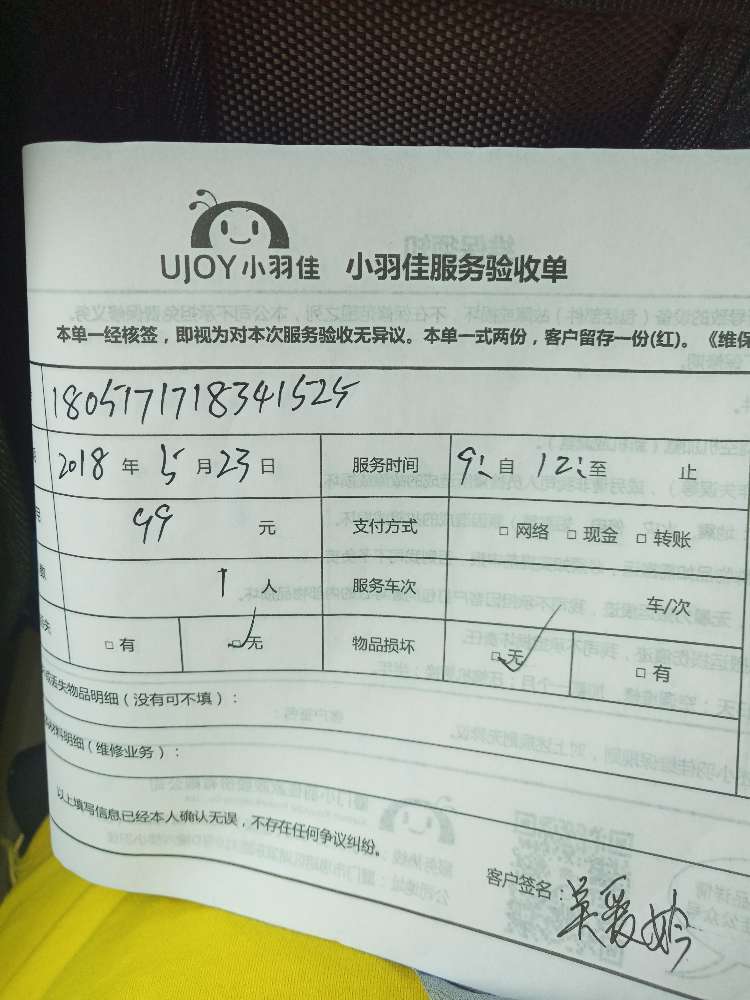 UJOY小羽佳 小羽佳服务验收单
本单一经核签，即视为对本次服务验收无异议。本单一式两份，客户留存一份(红)。《维保
1805171718341525
2018 年 5 月 23 日 服务时间 9: 自 12: 至 止
99 元 支付方式 □ 网络 □ 现金 □ 转账
1 人 服务车次 车/次
□ 有 □ 无 物品损坏 □ 无 □ 有
丢失物品明细（没有可不填）：
材料明细（维修业务）：
以上填写信息已经本人确认无误，不存在任何争议纠纷。
客户签名：吴爱妗